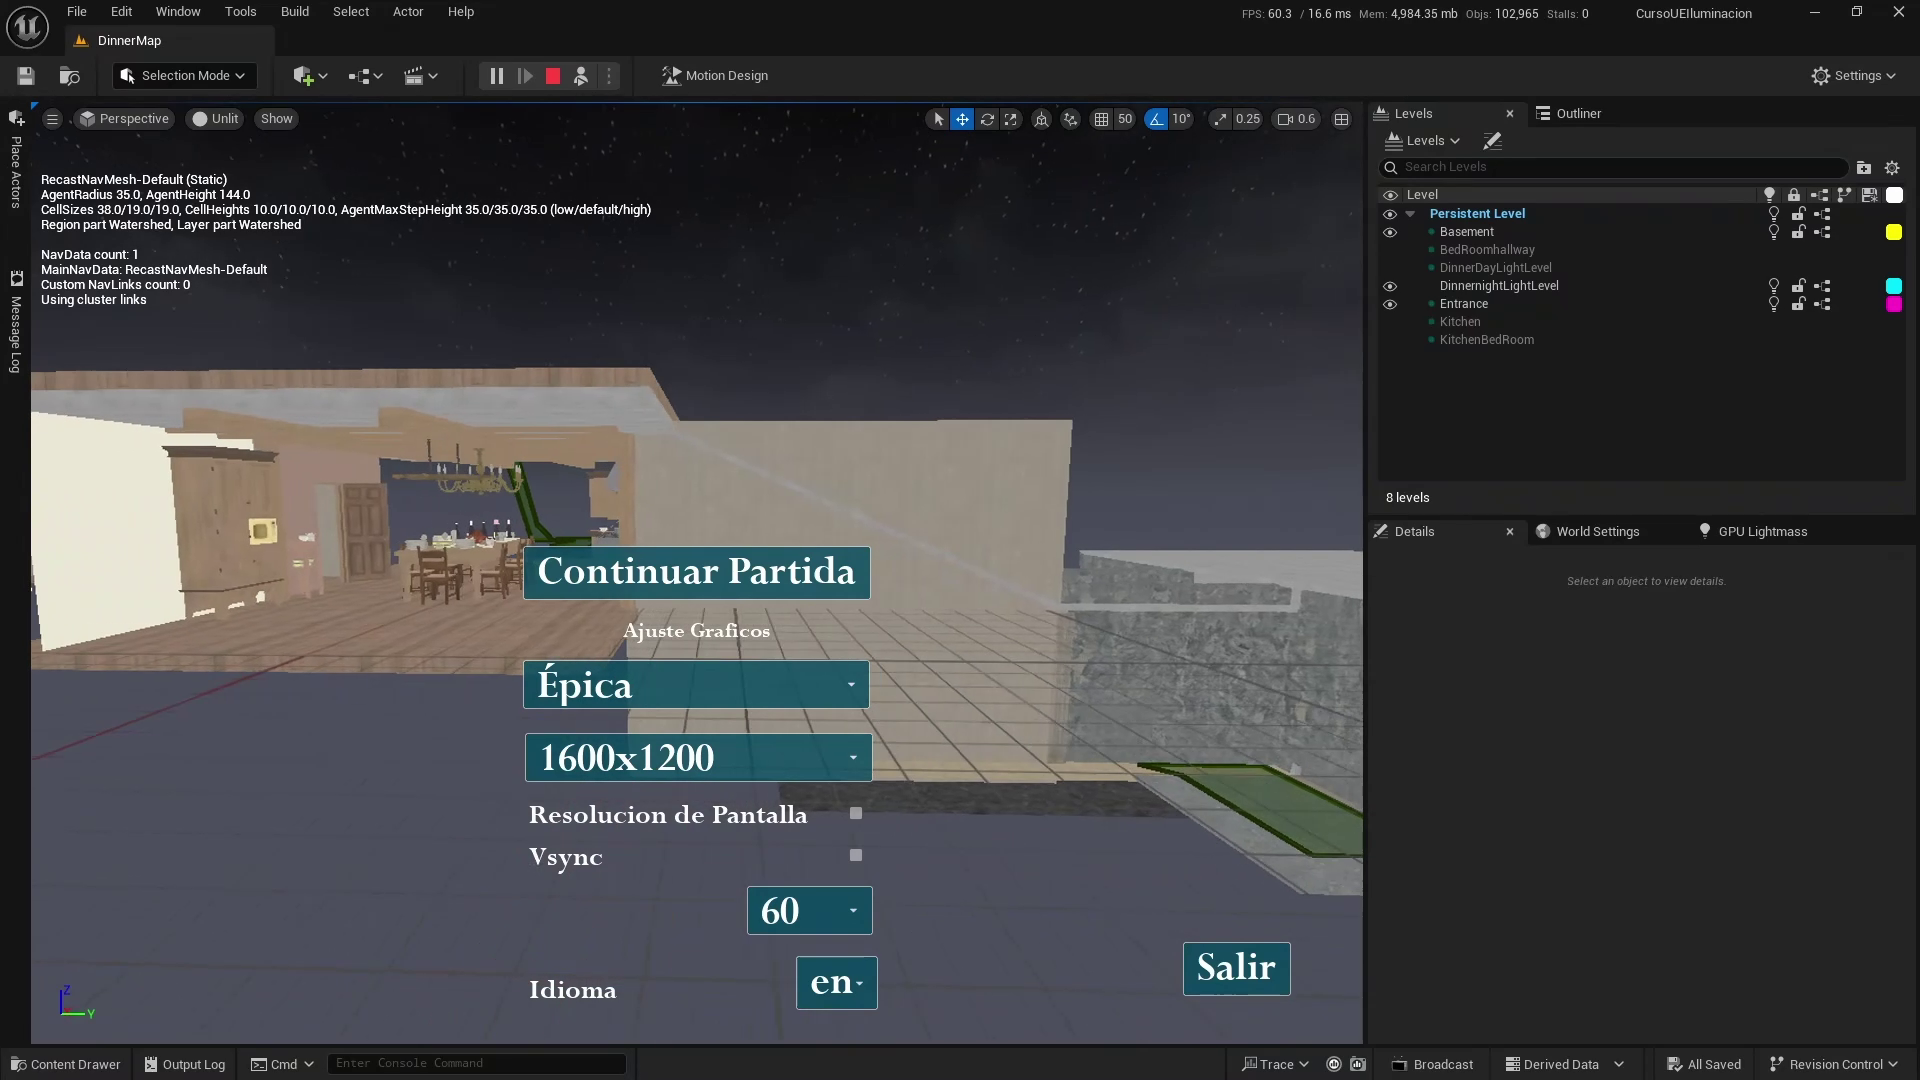 File Edit Window Tools Build Select Actor Help
FPS: 60.3 / 16.6 ms Mem: 4,984.35 mb Objs: 102,965 Stalls: 0
CursoUEIluminacion
DinnerMap
Selection Mode
Motion Design
Settings
Perspective Unlit Show
50 10° 0.25 0.6
Place Actors
Message Log
RecastNavMesh-Default (Static)
AgentRadius 35.0, AgentHeight 144.0
CellSizes 38.0/19.0/19.0, CellHeights 10.0/10.0/10.0, AgentMaxStepHeight 35.0/35.0/35.0 (low/default/high)
Region part Watershed, Layer part Watershed
NavData count: 1
MainNavData: RecastNavMesh-Default
Custom NavLinks count: 0
Using cluster links
Continuar Partida
Ajuste Graficos
Épica
1600x1200
Resolucion de Pantalla
Vsync
60
Idioma
en
Salir
Z
Y
Levels
Outliner
Levels
Search Levels
Level
Persistent Level
Basement
BedRoomhallway
DinnerDayLightLevel
DinnernightLightLevel
Entrance
Kitchen
KitchenBedRoom
8 levels
Details
World Settings
GPU Lightmass
Select an object to view details.
Content Drawer
Output Log
Cmd
Enter Console Command
Trace
Broadcast
Derived Data
All Saved
Revision Control